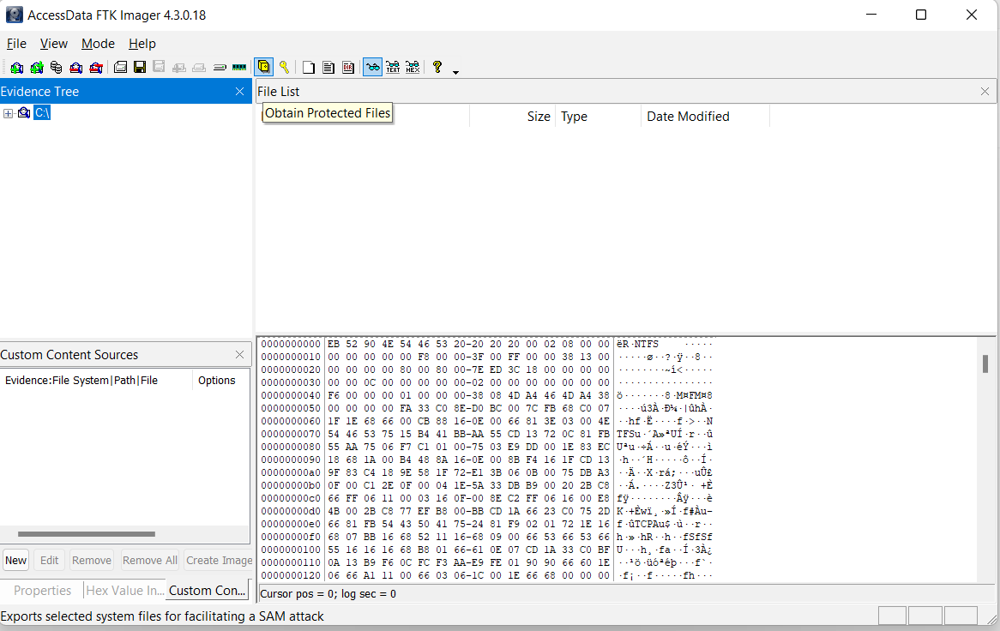 AccessData FTK Imager 4.3.0.18
File View Mode Help
Evidence Tree
C:\
File List
Obtain Protected Files
Size Type Date Modified
Custom Content Sources
Evidence:File System|Path|File Options
New Edit Remove Remove All Create Image
Properties Hex Value In... Custom Con...
0000000000 EB 52 90 4E 54 46 53 20-20 20 20 00 02 08 00 00 ëR·NTFS    ·····
0000000010 00 00 00 00 00 F8 00 00-3F 00 FF 00 00 38 13 00 ·····ø··?·ÿ··8··
0000000020 00 00 00 00 80 00 80 00-7E ED 3C 18 00 00 00 00 ········~í<·····
0000000030 00 00 0C 00 00 00 00 00-02 00 00 00 00 00 00 00 ················
0000000040 F6 00 00 00 01 00 00 00-38 08 4D A4 46 4D A4 38 ö·······8·M¤FM¤8
0000000050 00 00 00 00 FA 33 C0 8E-D0 BC 00 7C FB 68 C0 07 ····ú3À·Ð¼·|ûhÀ·
0000000060 1F 1E 68 66 00 CB 88 16-0E 00 66 81 3E 03 00 4E ··hf·Ë····f·>··N
0000000070 54 46 53 75 15 B4 41 BB-AA 55 CD 13 72 0C 81 FB TFSu·´A»ªUÍ·r··û
0000000080 55 AA 75 06 F7 C1 01 00-75 03 E9 DD 00 1E 83 EC Uªu·÷Á··u·éÝ···ì
0000000090 18 68 1A 00 B4 48 8A 16-0E 00 8B F4 16 1F CD 13 ·h··´H·····ô··Í·
00000000a0 9F 83 C4 18 9E 58 1F 72-E1 3B 06 0B 00 75 DB A3 ··Ä··X·rá;···uÛ£
00000000b0 0F 00 C1 2E 0F 00 04 1E-5A 33 DB B9 00 20 2B C8 ··Á.····Z3Û¹· +È
00000000c0 66 FF 06 11 00 03 16 0F-00 8E C2 FF 06 16 00 E8 fÿ········Âÿ···è
00000000d0 4B 00 2B C8 77 EF B8 00-BB CD 1A 66 23 C0 75 2D K·+Èwï¸·»Í·f#Àu-
00000000e0 66 81 FB 54 43 50 41 75-24 81 F9 02 01 72 1E 16 f·ûTCPAu$·ù··r··
00000000f0 68 07 BB 16 68 52 11 16-68 09 00 66 53 66 53 66 h·»·hR··h··fSfSf
0000000100 55 16 16 16 68 B8 01 66-61 0E 07 CD 1A 33 C0 BF U···h¸·fa··Í·3À¿
0000000110 0A 13 B9 F6 0C FC F3 AA-E9 FE 01 90 90 66 60 1E ··¹ö·üóªéþ···f`·
0000000120 06 66 A1 11 00 66 03 06-1C 00 1E 66 68 00 00 00 ·f¡··f·····fh···
Cursor pos = 0; log sec = 0
Exports selected system files for facilitating a SAM attack